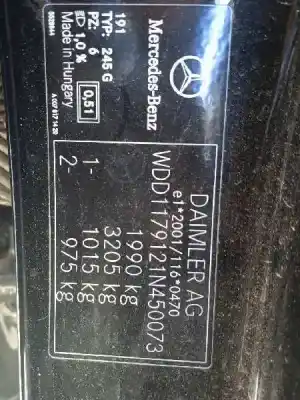 DAIMLER AG
e1*2001/116*0470
WDD1179121N450073
1990 kg
3205 kg
1- 1015 kg
2- 975 kg
Mercedes-Benz
191
TYP: 245 G
PZ: 6
1,0 %
0,51
Made in Hungary